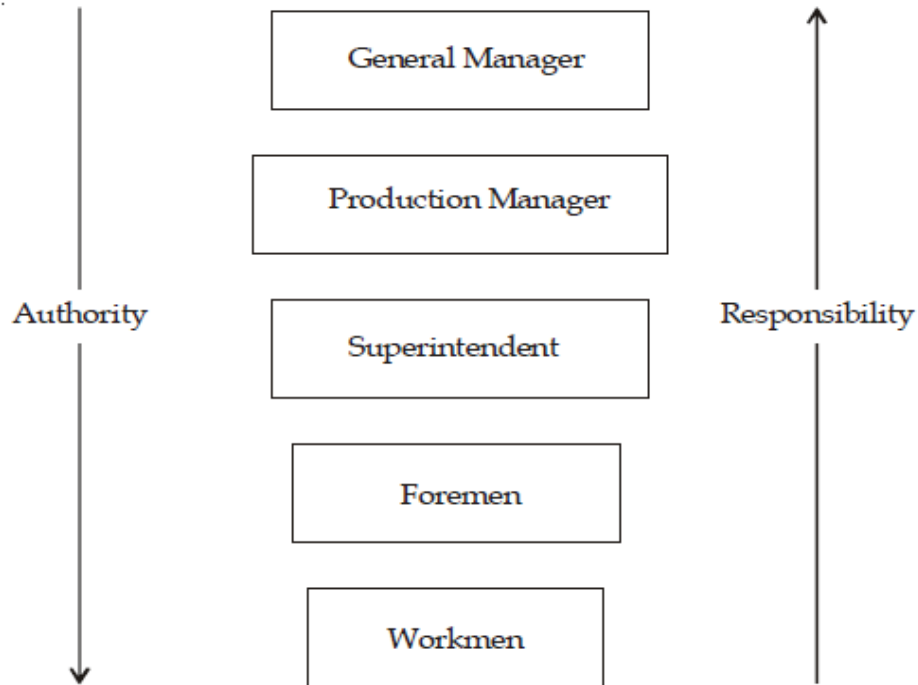 General Manager
Production Manager
Authority
Superintendent
Responsibility
Foremen
Workmen